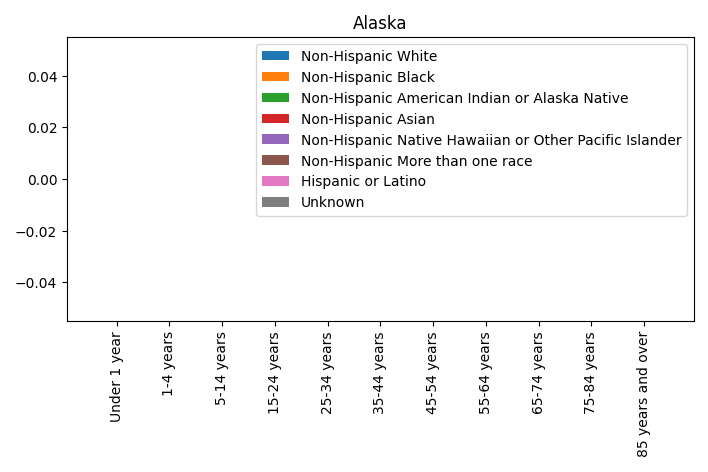 Alaska
Non-Hispanic White
Non-Hispanic Black
Non-Hispanic American Indian or Alaska Native
Non-Hispanic Asian
Non-Hispanic Native Hawaiian or Other Pacific Islander
Non-Hispanic More than one race
Hispanic or Latino
Unknown
0.04
0.02
0.00
−0.02
−0.04
Under 1 year
1-4 years
5-14 years
15-24 years
25-34 years
35-44 years
45-54 years
55-64 years
65-74 years
75-84 years
85 years and over